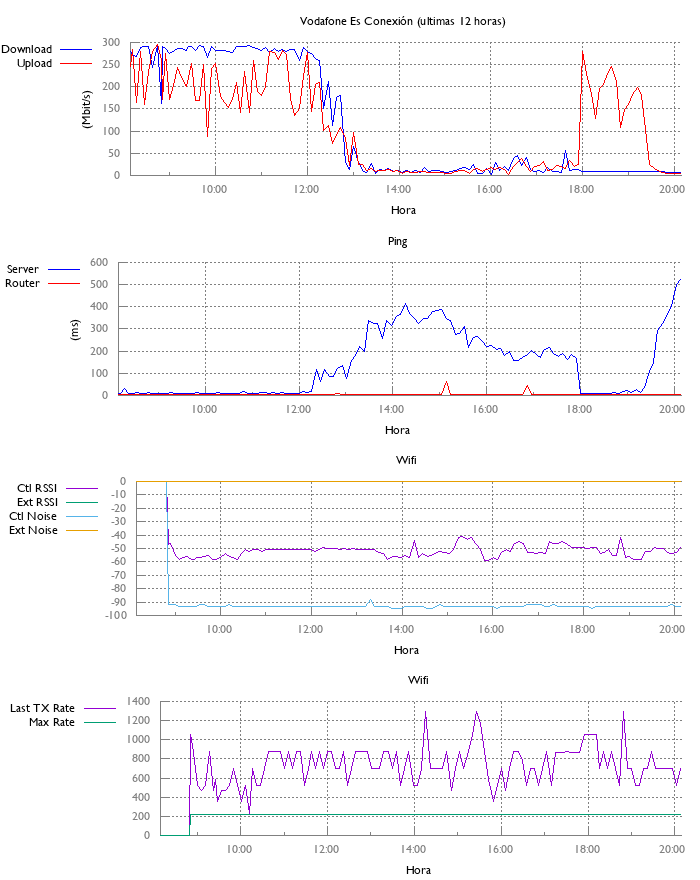 Vodafone Es Conexión (ultimas 12 horas)
Download
Upload
(Mbit/s)
300
250
200
150
100
50
0
10:00 12:00 14:00 16:00 18:00 20:00
Hora
Ping
Server
Router
(ms)
600
500
400
300
200
100
0
10:00 12:00 14:00 16:00 18:00 20:00
Hora
Wifi
Ctl RSSI
Ext RSSI
Ctl Noise
Ext Noise
0
-10
-20
-30
-40
-50
-60
-70
-80
-90
-100
10:00 12:00 14:00 16:00 18:00 20:00
Hora
Wifi
Last TX Rate
Max Rate
1400
1200
1000
800
600
400
200
0
10:00 12:00 14:00 16:00 18:00 20:00
Hora